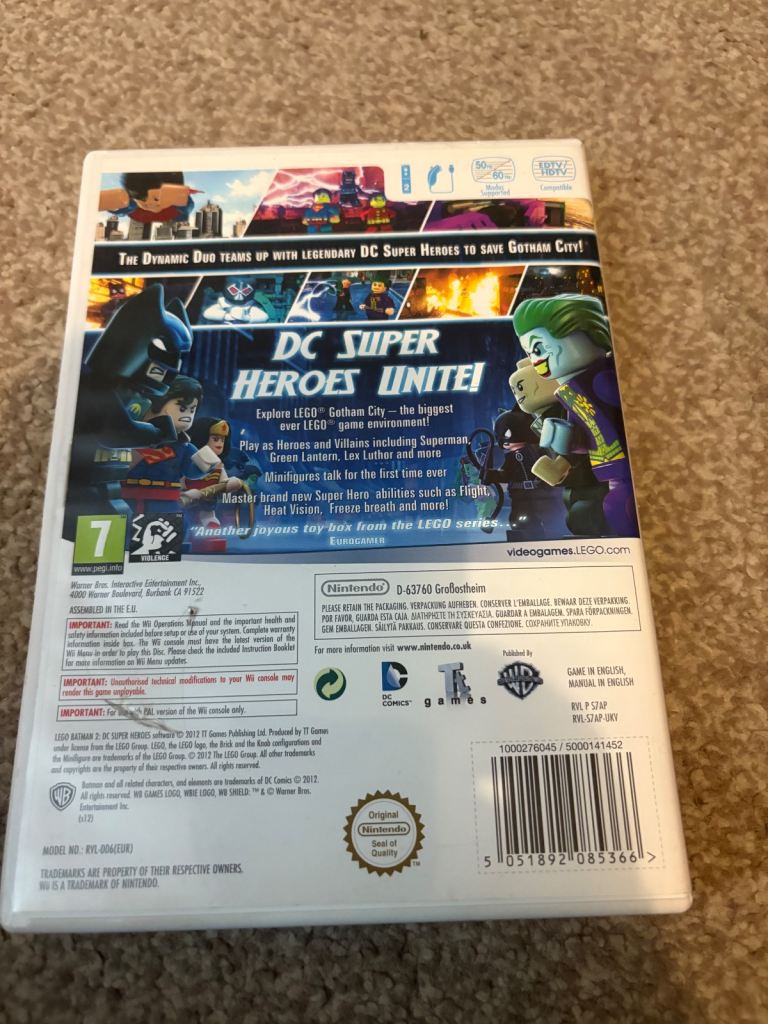 2
50Hz
60Hz
Modus
Supported
EDTV/
HDTV
Compatible
THE DYNAMIC DUO TEAMS UP WITH LEGENDARY DC SUPER HEROES TO SAVE GOTHAM CITY!
DC SUPER
HEROES UNITE!
Explore LEGO® Gotham City – the biggest
ever LEGO® game environment!
Play as Heroes and Villains including Superman,
Green Lantern, Lex Luthor and more
Minifigures talk for the first time ever
Master brand new Super Hero abilities such as Flight,
Heat Vision, Freeze breath and more!
"Another joyous toy box from the LEGO series..."
EUROGAMER
7
www.pegi.info
VIOLENCE
videogames.LEGO.com
Warner Bros. Interactive Entertainment Inc.,
4000 Warner Boulevard, Burbank CA 91522
ASSEMBLED IN THE E.U.
IMPORTANT: Read the Wii Operations Manual and the important health and
safety information included before setup or use of your system. Complete warranty
information inside box. The Wii console must have the latest version of the
Wii Menu in order to play this Disc. Please check the included Instruction Booklet
for more information on Wii Menu updates.
IMPORTANT: Unauthorised technical modifications to your Wii console may
render this game unplayable.
IMPORTANT: For use with PAL version of the Wii console only.
Nintendo® D-63760 Großostheim
PLEASE RETAIN THE PACKAGING. VERPACKUNG AUFHEBEN. CONSERVER L'EMBALLAGE. BEWAAR DEZE VERPAKKING.
POR FAVOR, GUARDA ESTA CAJA. ΔΙΑΤΗΡΗΣΤΕ ΤΗ ΣΥΣΚΕΥΑΣΙΑ. GUARDAR A EMBALAGEM. SPARA FÖRPACKNINGEN.
GEM EMBALLAGEN. SÄILYTÄ PAKKAUS. CONSERVARE QUESTA CONFEZIONE. СОХРАНИТЕ УПАКОВКУ.
For more information visit www.nintendo.co.uk
Published By
DC
COMICS™
Tt
games
WB
GAME IN ENGLISH,
MANUAL IN ENGLISH
RVL P S7AP
RVL-S7AP-UKV
LEGO BATMAN 2: DC SUPER HEROES software © 2012 TT Games Publishing Ltd. Produced by TT Games
under license from the LEGO Group. LEGO, the LEGO logo, the Brick and the Knob configurations and
the Minifigure are trademarks of the LEGO Group. © 2012 The LEGO Group. All other trademarks
and copyrights are the property of their respective owners. All rights reserved.
WB
Batman and all related characters, and elements are trademarks of DC Comics © 2012.
All rights reserved. WB GAMES LOGO, WBIE LOGO, WB SHIELD: ™ & © Warner Bros.
Entertainment Inc.
(s12)
1000276045 / 5000141452
5 051892 085366 >
Original
Nintendo®
Seal of
Quality
TM
MODEL NO.: RVL-006(EUR)
TRADEMARKS ARE PROPERTY OF THEIR RESPECTIVE OWNERS.
Wii IS A TRADEMARK OF NINTENDO.